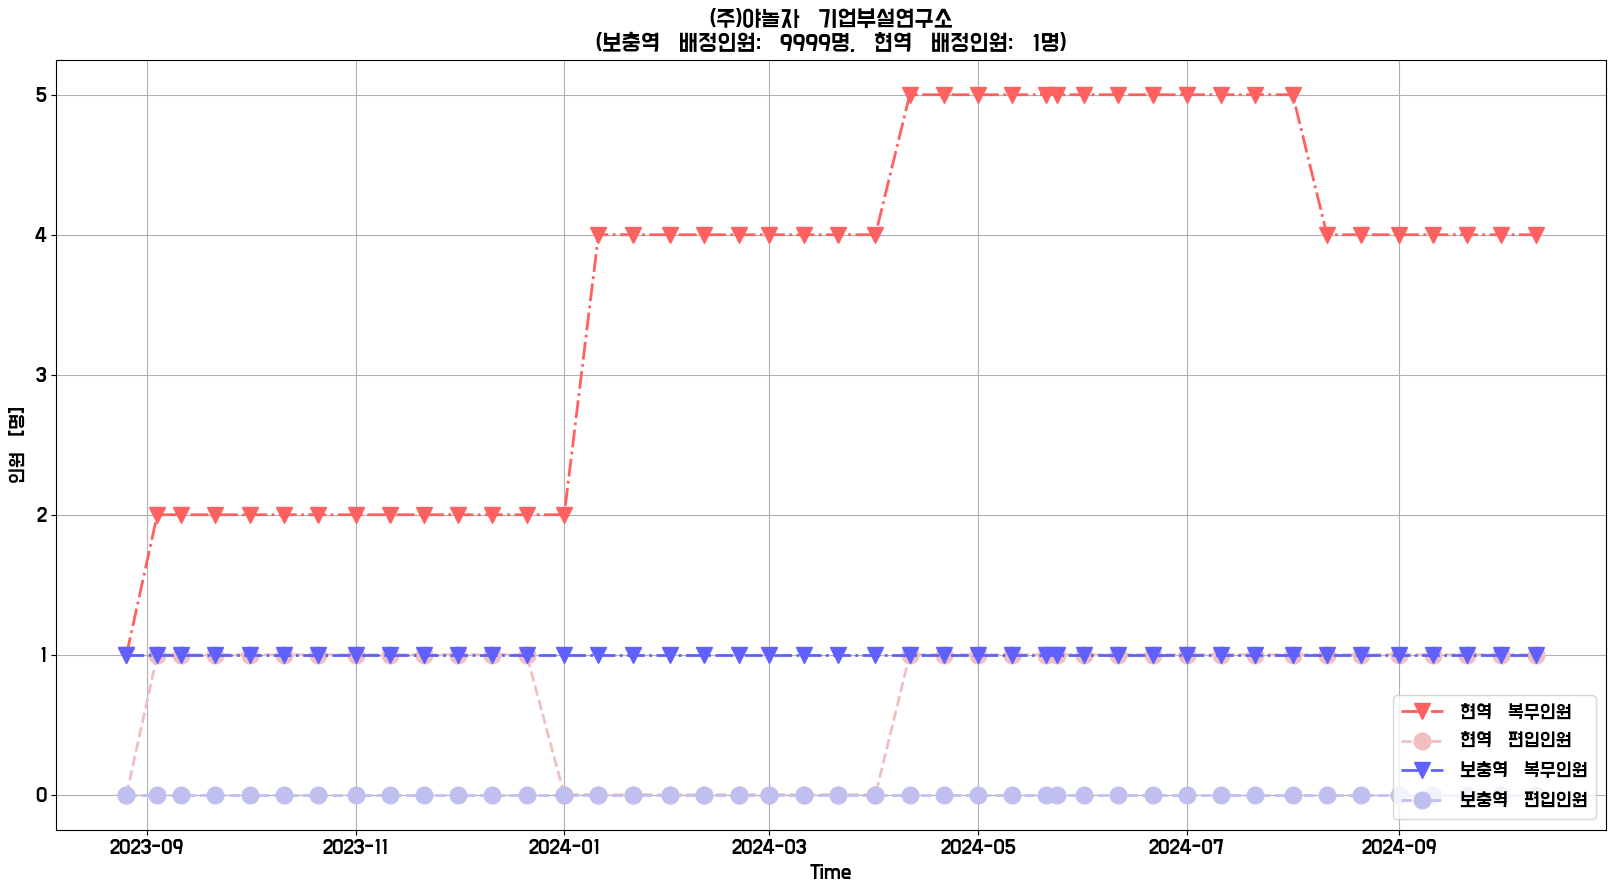 (주)야놀자 기업부설연구소
(보충역 배정인원: 9999명, 현역 배정인원: 1명)
인원 [명]
5
4
3
2
1
0
2023-09 2023-11 2024-01 2024-03 2024-05 2024-07 2024-09
Time
현역 복무인원
현역 편입인원
보충역 복무인원
보충역 편입인원